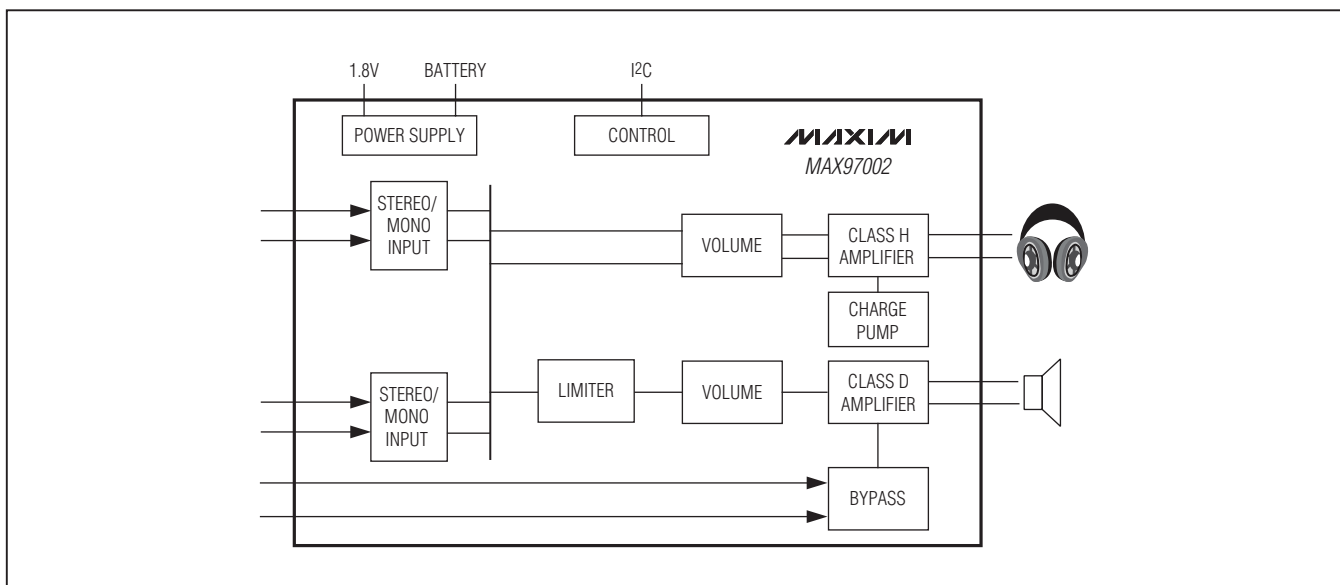 1.8V
BATTERY
I²C
POWER SUPPLY
CONTROL
MAXIM
MAX97002
STEREO/
MONO
INPUT
VOLUME
CLASS H
AMPLIFIER
CHARGE
PUMP
STEREO/
MONO
INPUT
LIMITER
VOLUME
CLASS D
AMPLIFIER
BYPASS